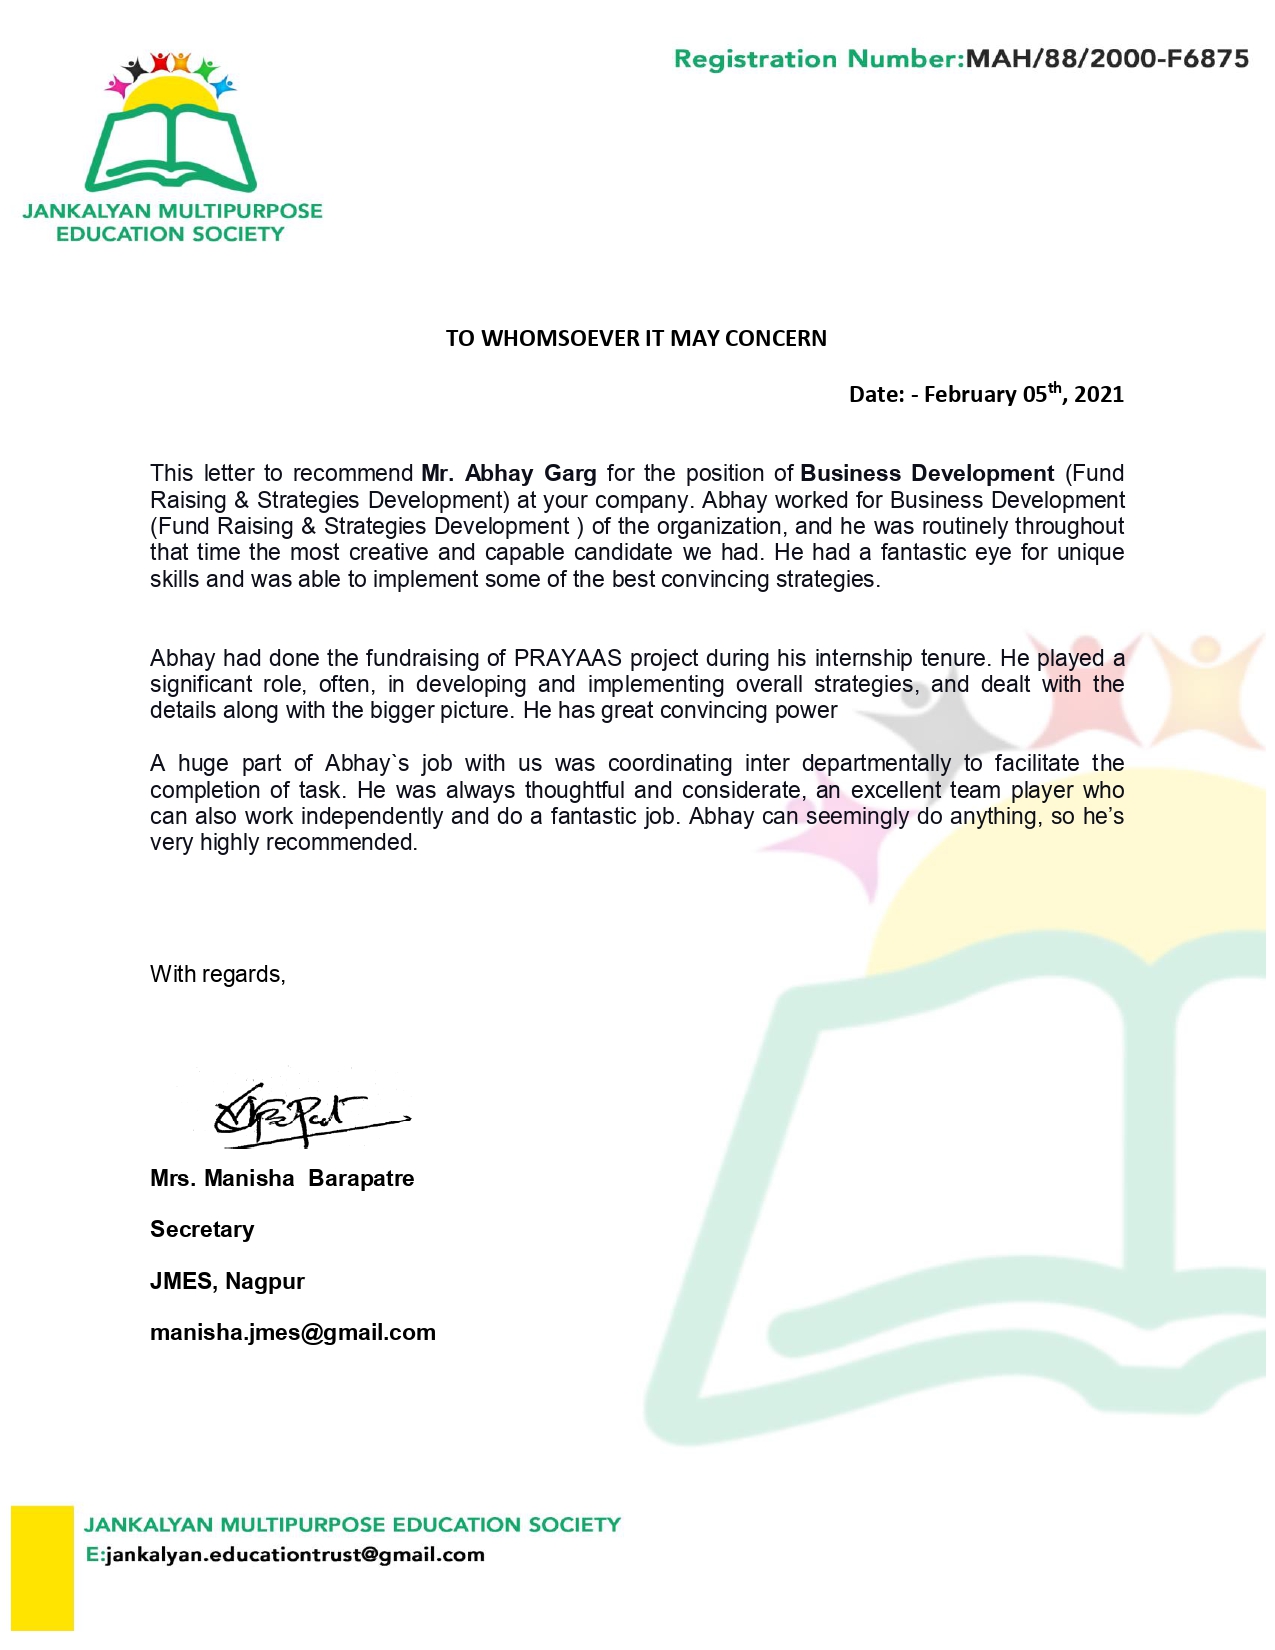 Registration Number:MAH/88/2000-F6875
JANKALYAN MULTIPURPOSE
EDUCATION SOCIETY
TO WHOMSOEVER IT MAY CONCERN
Date: - February 05th, 2021
This letter to recommend Mr. Abhay Garg for the position of Business Development (Fund
Raising & Strategies Development) at your company. Abhay worked for Business Development
(Fund Raising & Strategies Development ) of the organization, and he was routinely throughout
that time the most creative and capable candidate we had. He had a fantastic eye for unique
skills and was able to implement some of the best convincing strategies.
Abhay had done the fundraising of PRAYAAS project during his internship tenure. He played a
significant role, often, in developing and implementing overall strategies, and dealt with the
details along with the bigger picture. He has great convincing power
A huge part of Abhay`s job with us was coordinating inter departmentally to facilitate the
completion of task. He was always thoughtful and considerate, an excellent team player who
can also work independently and do a fantastic job. Abhay can seemingly do anything, so he’s
very highly recommended.
With regards,
Mrs. Manisha  Barapatre
Secretary
JMES, Nagpur
manisha.jmes@gmail.com
JANKALYAN MULTIPURPOSE EDUCATION SOCIETY
E:jankalyan.educationtrust@gmail.com